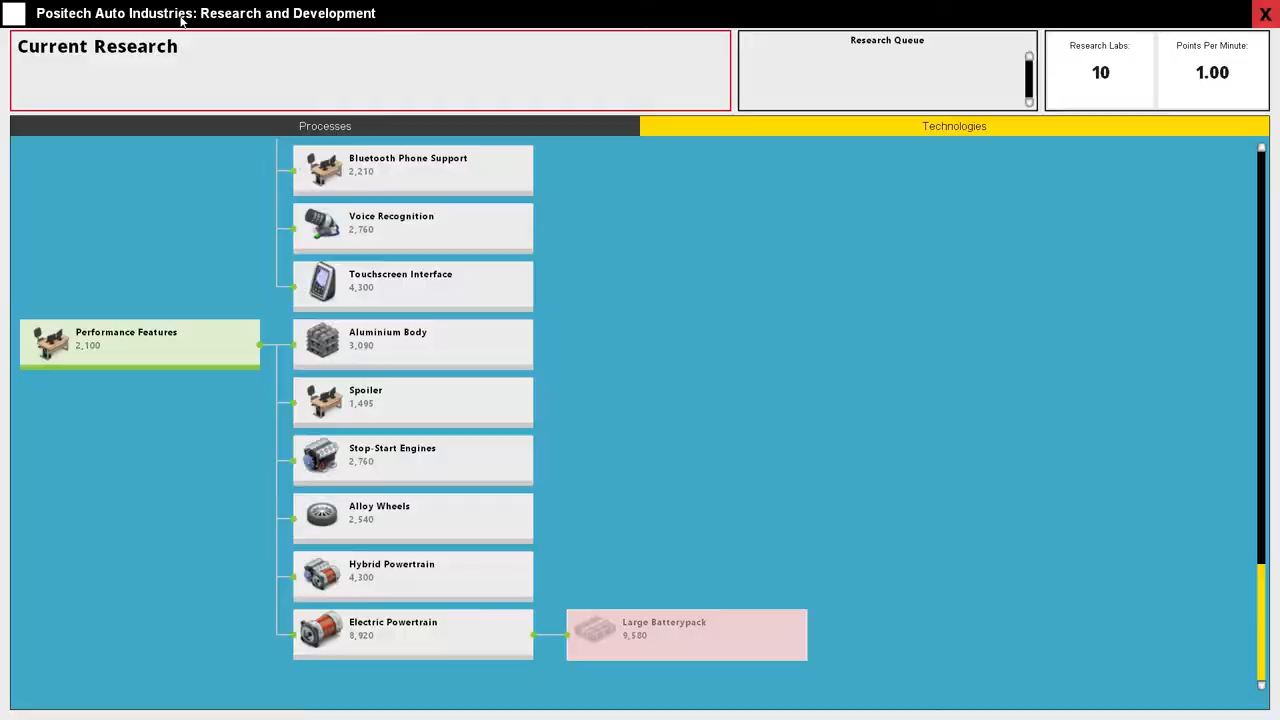 Positech Auto Industries: Research and Development
X
Current Research
Research Queue
Research Labs:
10
Points Per Minute:
1.00
Processes
Technologies
Bluetooth Phone Support
2,210
Voice Recognition
2,760
Touchscreen Interface
4,300
Performance Features
2,100
Aluminium Body
3,090
Spoiler
1,495
Stop-Start Engines
2,760
Alloy Wheels
2,540
Hybrid Powertrain
4,300
Electric Powertrain
8,920
Large Batterypack
9,580